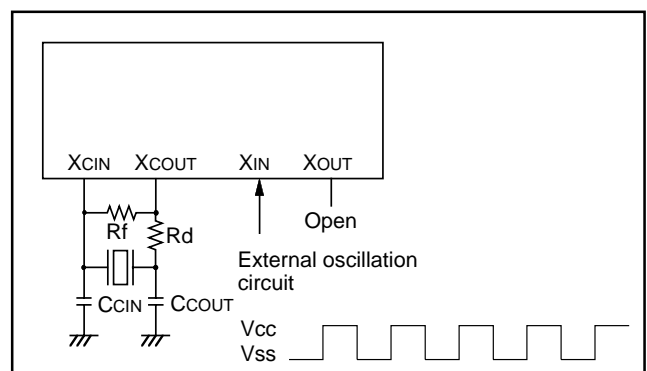 XCIN XCOUT XIN XOUT
Rf
Rd
Open
External oscillation
circuit
CCIN CCOUT
Vcc
Vss